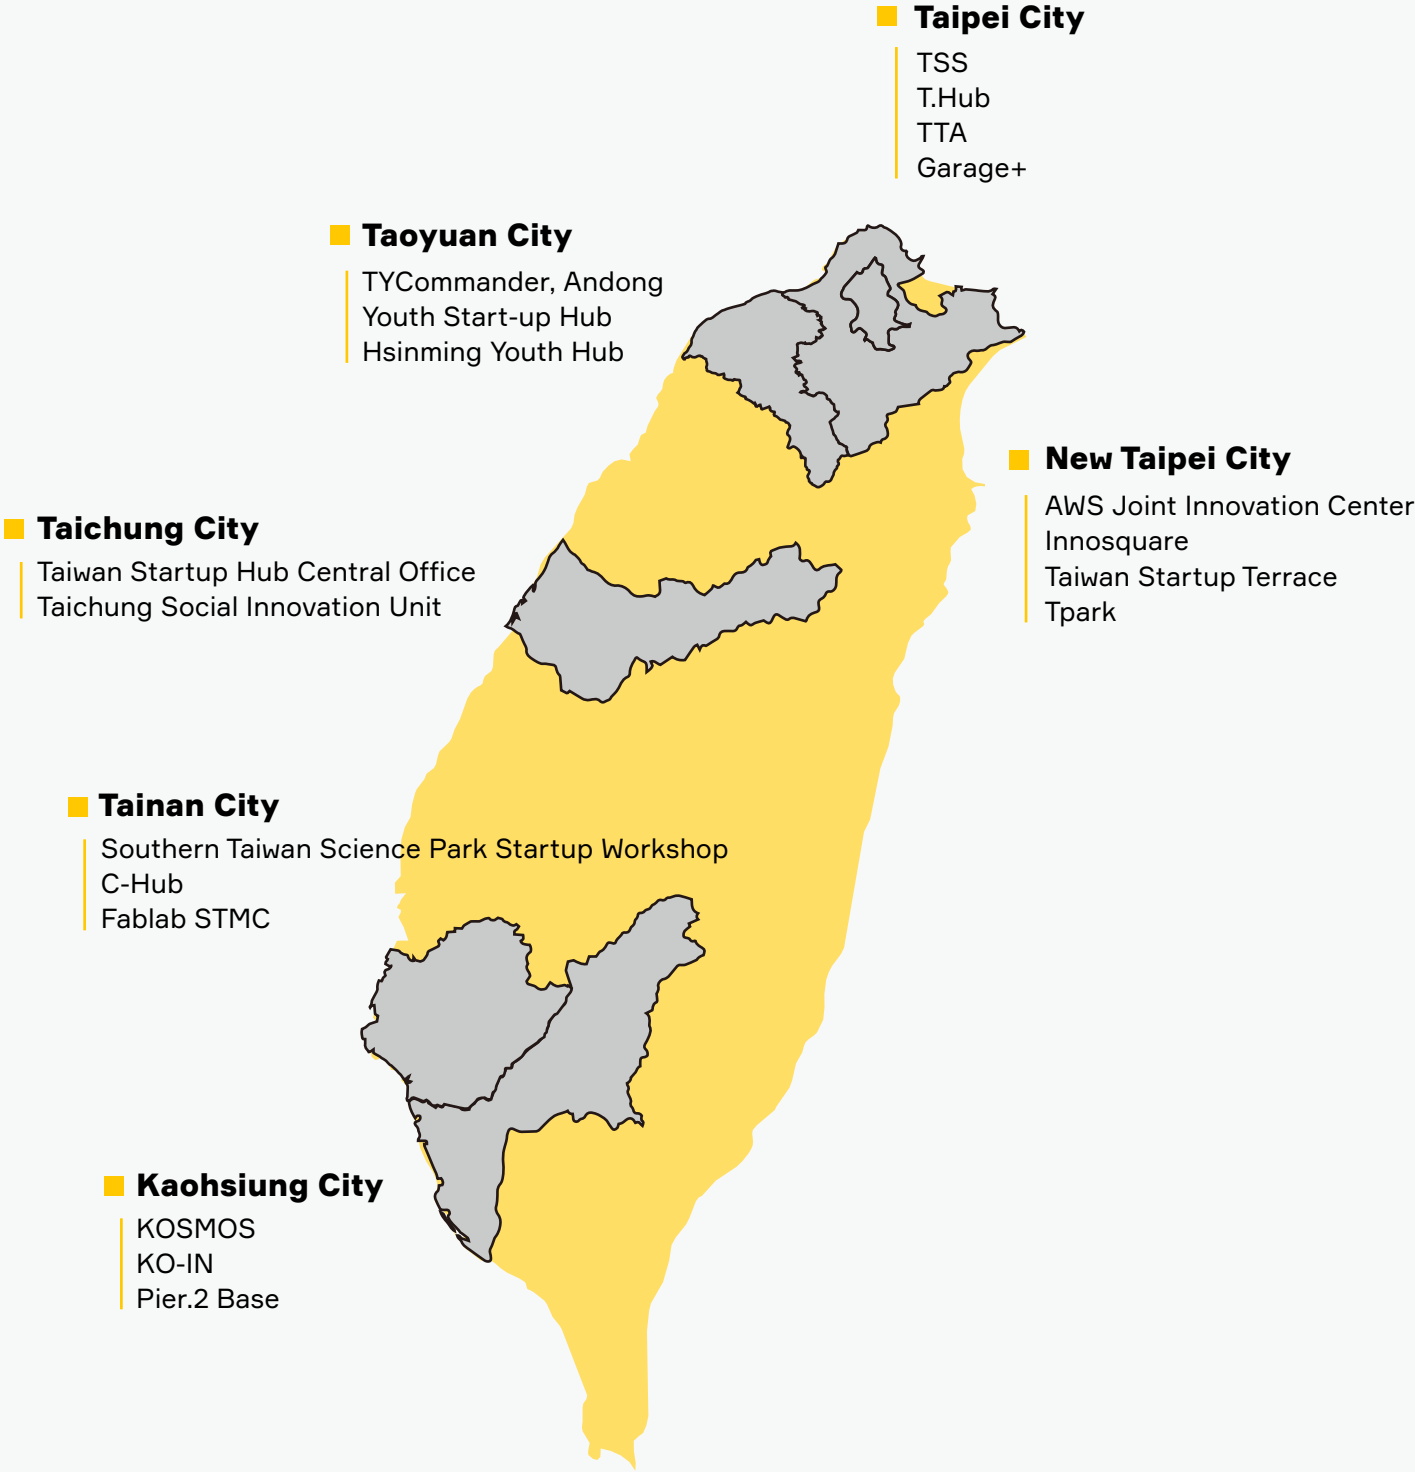 Taipei City
TSS
T.Hub
TTA
Garage+
Taoyuan City
TYCommander, Andong
Youth Start-up Hub
Hsinming Youth Hub
New Taipei City
AWS Joint Innovation Center
Innosquare
Taiwan Startup Terrace
Tpark
Taichung City
Taiwan Startup Hub Central Office
Taichung Social Innovation Unit
Tainan City
Southern Taiwan Science Park Startup Workshop
C-Hub
Fablab STMC
Kaohsiung City
KOSMOS
KO-IN
Pier.2 Base